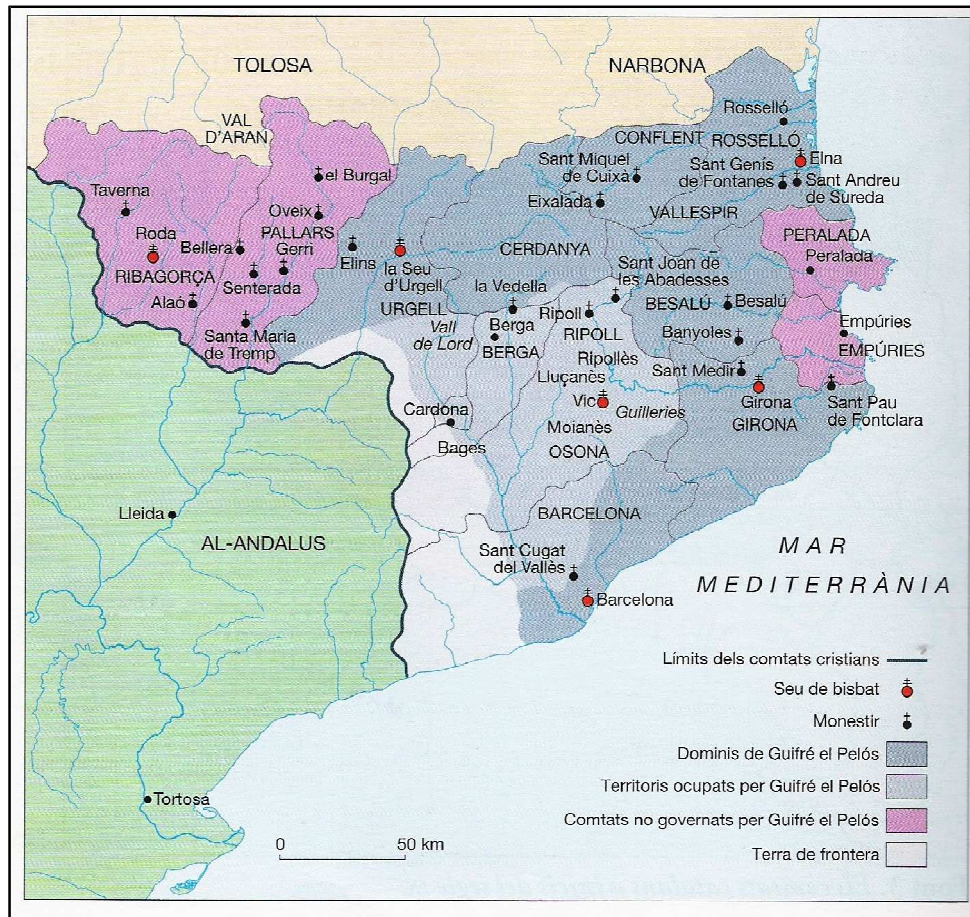 TOLOSA
NARBONA
VAL
D'ARAN
Rosselló
CONFLENT
ROSSELLÓ
Elna
Sant Miquel
de Cuixà
Sant Genís
de Fontanes
Sant Andreu
de Sureda
el Burgal
Taverna
Eixalada
VALLESPIR
Oveix
PALLARS
Gerri
PERALADA
Peralada
Roda
Bellera
RIBAGORÇA
Senterada
Elins
la Seu
d'Urgell
CERDANYA
Sant Joan de
les Abadesses
Alaó
la Vedella
BESALÚ
Besalú
URGELL
Vall
de Lord
Ripoll
RIPOLL
Berga
BERGA
Banyoles
Empúries
EMPÚRIES
Santa Maria
de Tremp
Ripollès
Lluçanès
Sant Medir
Vic
Guilleries
Girona
GIRONA
Sant Pau
de Fontclara
Cardona
Moianès
Bages
OSONA
Lleida
BARCELONA
AL-ANDALUS
Sant Cugat
del Vallès
Barcelona
MAR
MEDITERRÀNIA
Límits dels comtats cristians
Seu de bisbat
Monestir
Dominis de Guifré el Pelós
Territoris ocupats per Guifré el Pelós
Comtats no governats per Guifré el Pelós
Terra de frontera
Tortosa
0 50 km